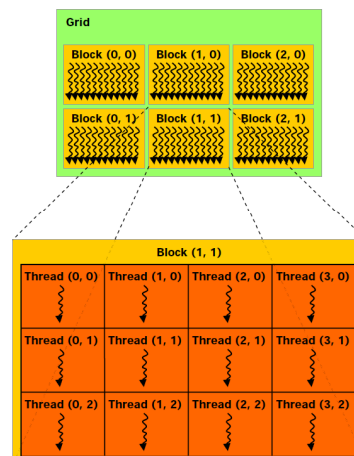 Grid
Block (0, 0) Block (1, 0) Block (2, 0)
Block (0, 1) Block (1, 1) Block (2, 1)
Block (1, 1)
Thread (0, 0) Thread (1, 0) Thread (2, 0) Thread (3, 0)
Thread (0, 1) Thread (1, 1) Thread (2, 1) Thread (3, 1)
Thread (0, 2) Thread (1, 2) Thread (2, 2) Thread (3, 2)